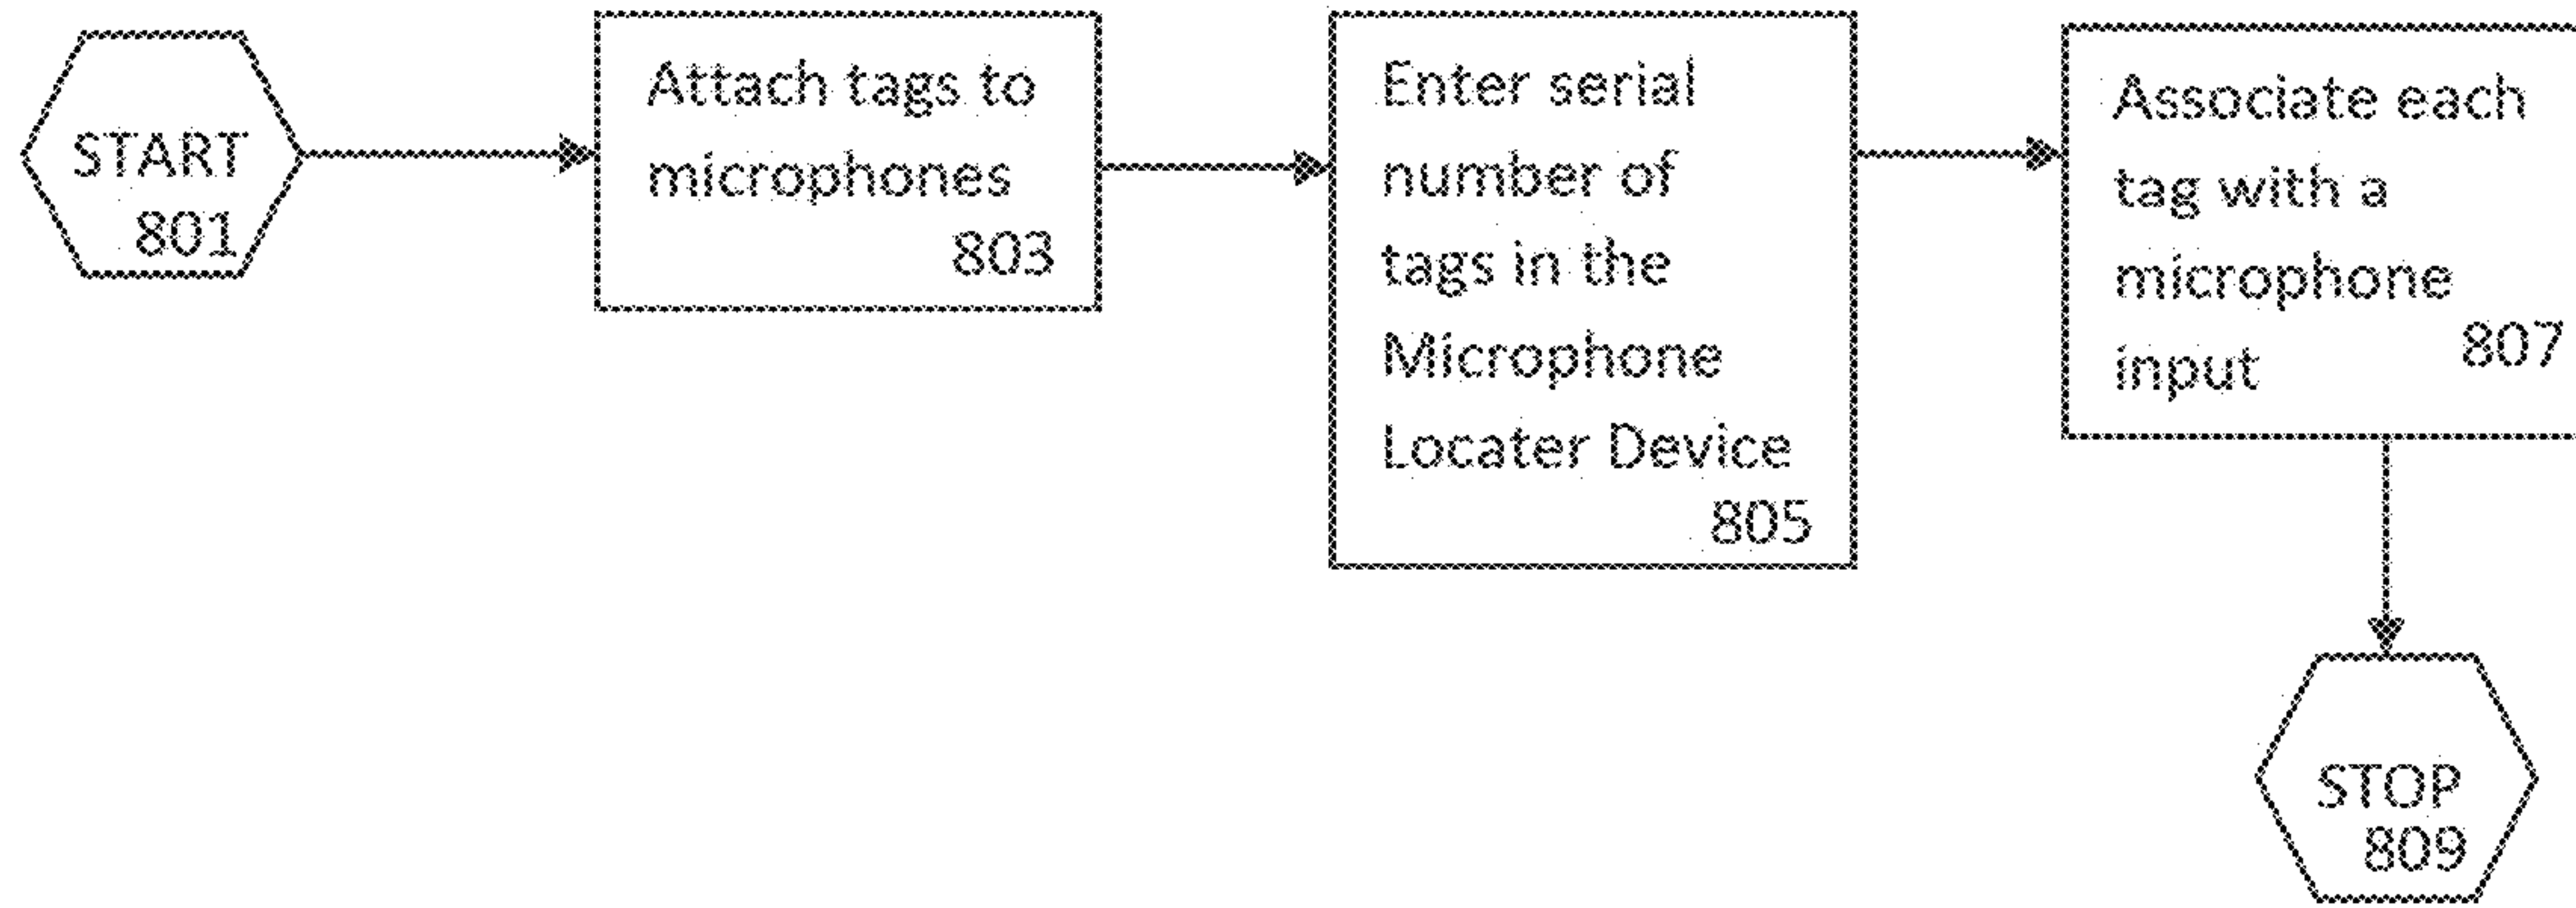 START
801
Attach tags to
microphones
803
Enter serial
number of
tags in the
Microphone
Locater Device
805
Associate each
tag with a
microphone
input
807
STOP
809